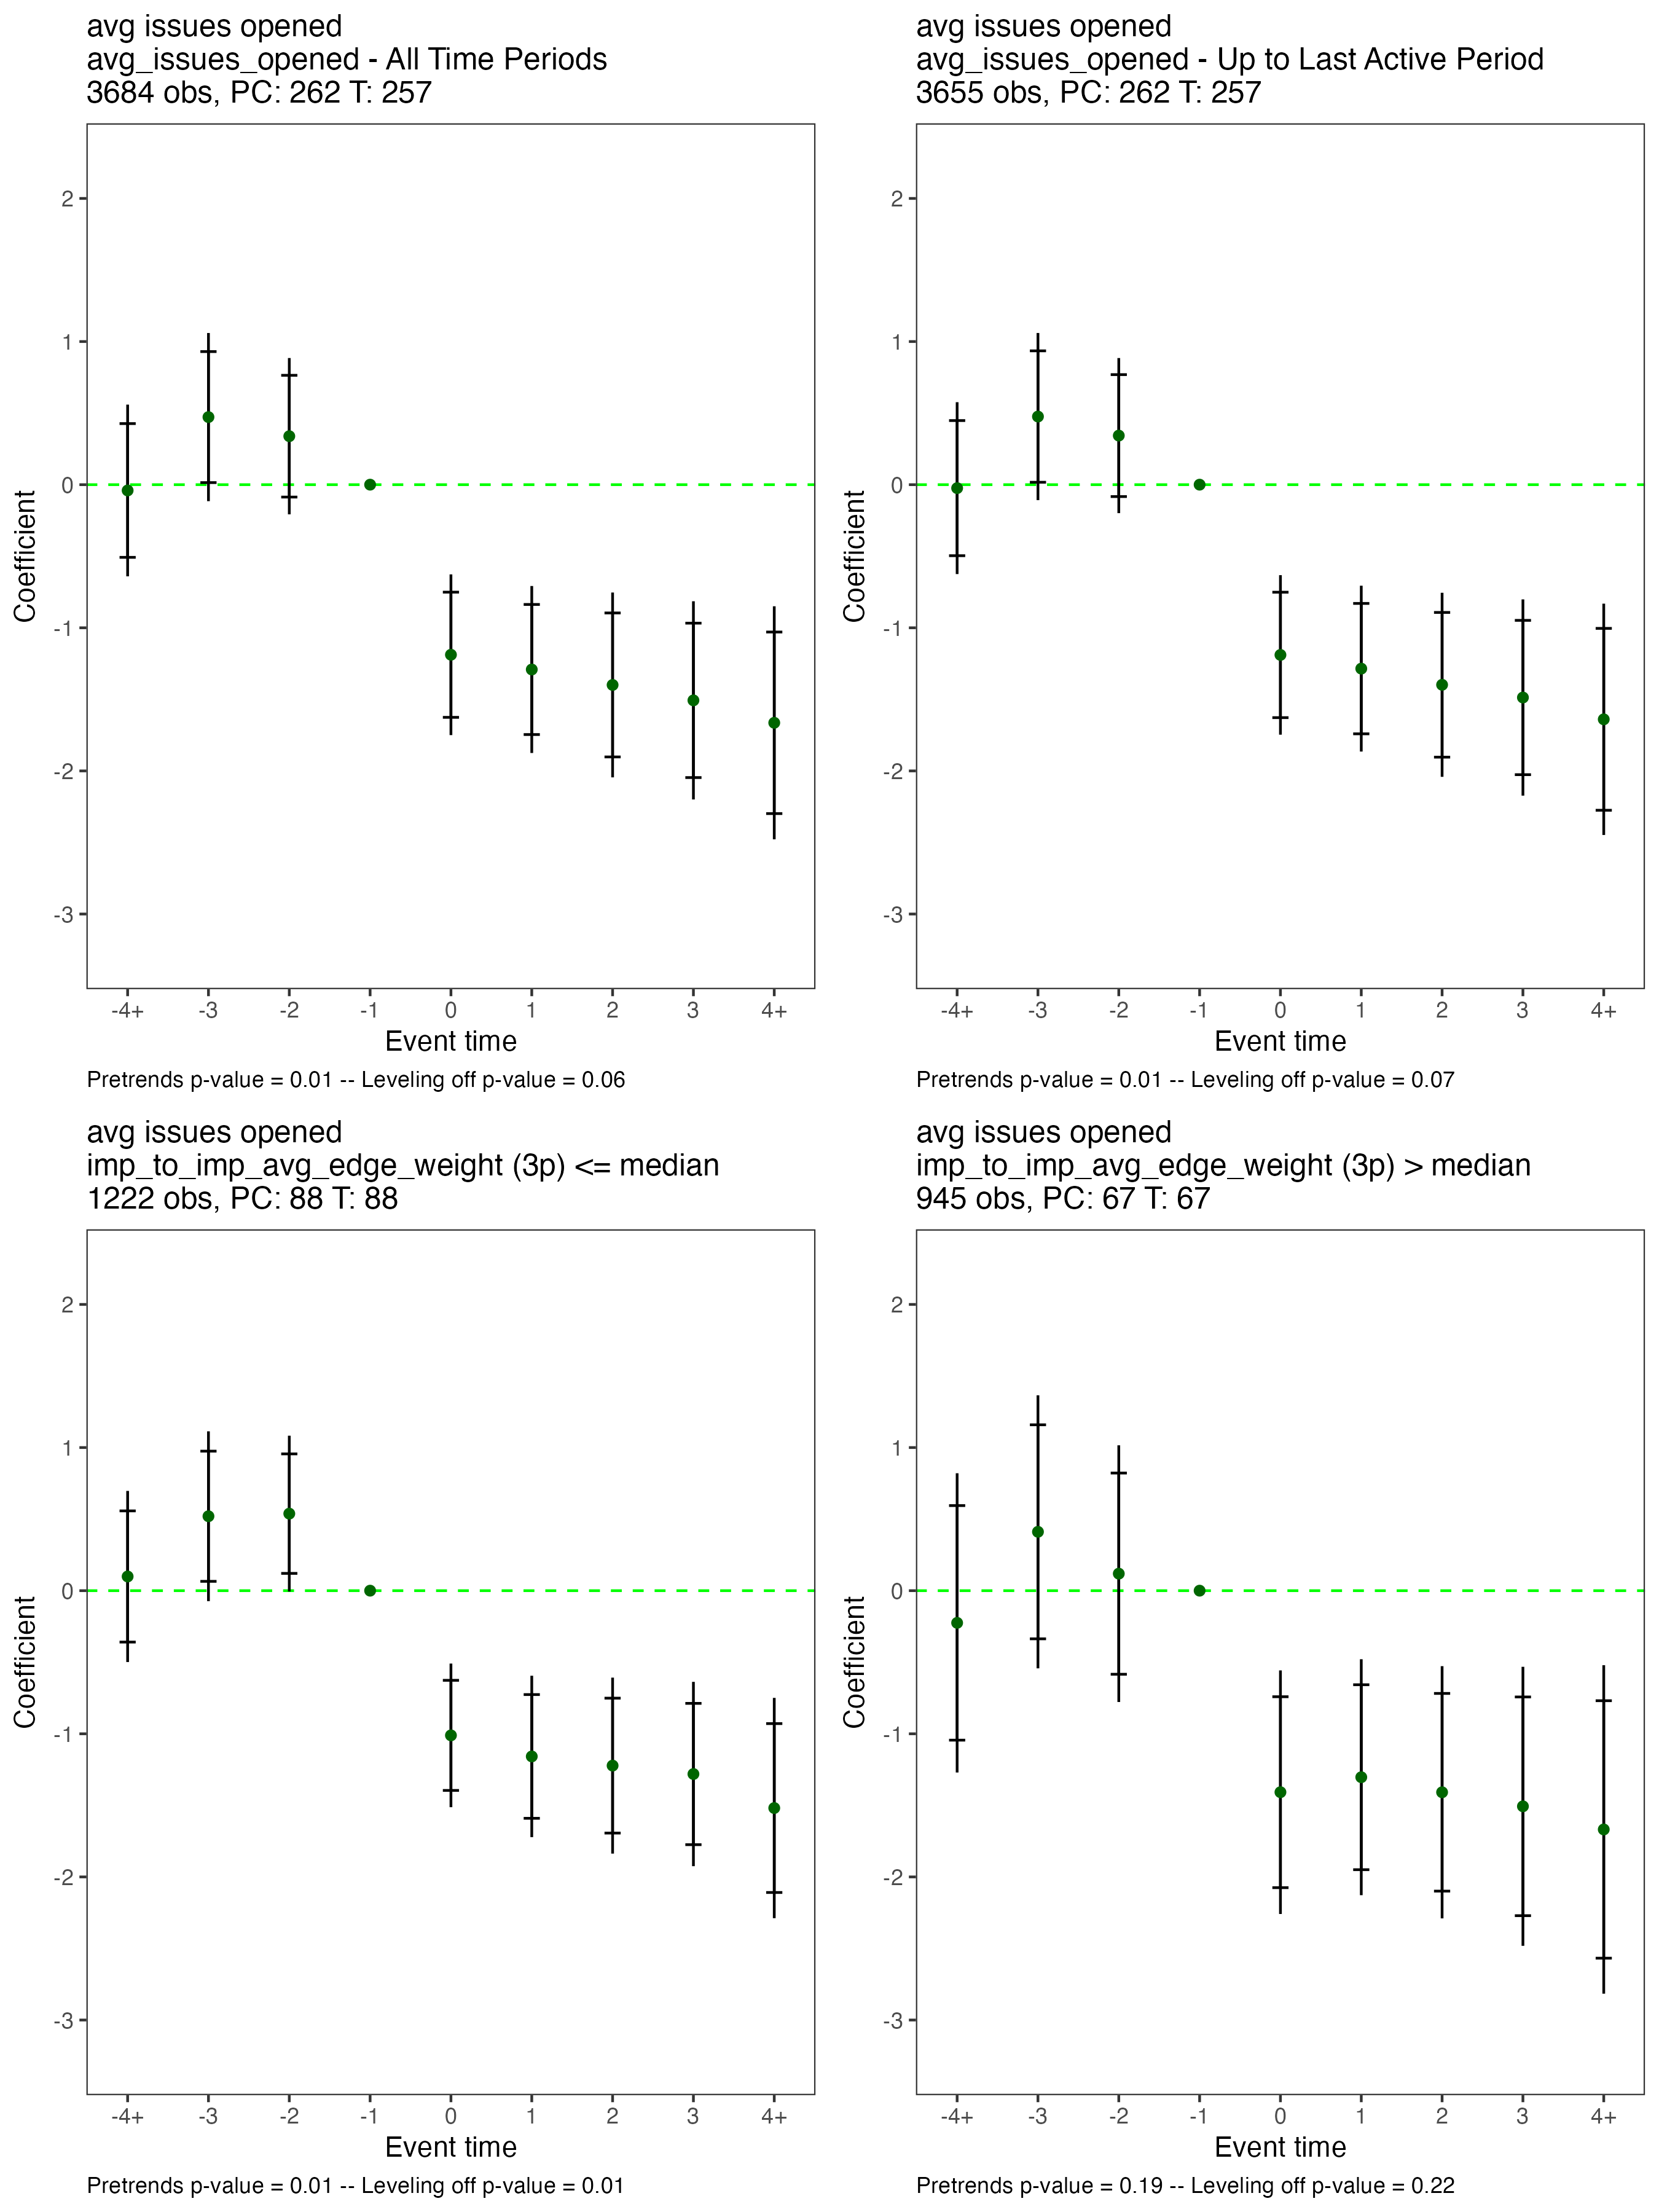 avg issues opened
avg_issues_opened - All Time Periods
3684 obs, PC: 262 T: 257
2
1
0
-1
-2
-3
Coefficient
-4+ -3 -2 -1 0 1 2 3 4+
Event time
Pretrends p-value = 0.01 -- Leveling off p-value = 0.06
avg issues opened
avg_issues_opened - Up to Last Active Period
3655 obs, PC: 262 T: 257
2
1
0
-1
-2
-3
Coefficient
-4+ -3 -2 -1 0 1 2 3 4+
Event time
Pretrends p-value = 0.01 -- Leveling off p-value = 0.07
avg issues opened
imp_to_imp_avg_edge_weight (3p) <= median
1222 obs, PC: 88 T: 88
2
1
0
-1
-2
-3
Coefficient
-4+ -3 -2 -1 0 1 2 3 4+
Event time
Pretrends p-value = 0.01 -- Leveling off p-value = 0.01
avg issues opened
imp_to_imp_avg_edge_weight (3p) > median
945 obs, PC: 67 T: 67
2
1
0
-1
-2
-3
Coefficient
-4+ -3 -2 -1 0 1 2 3 4+
Event time
Pretrends p-value = 0.19 -- Leveling off p-value = 0.22